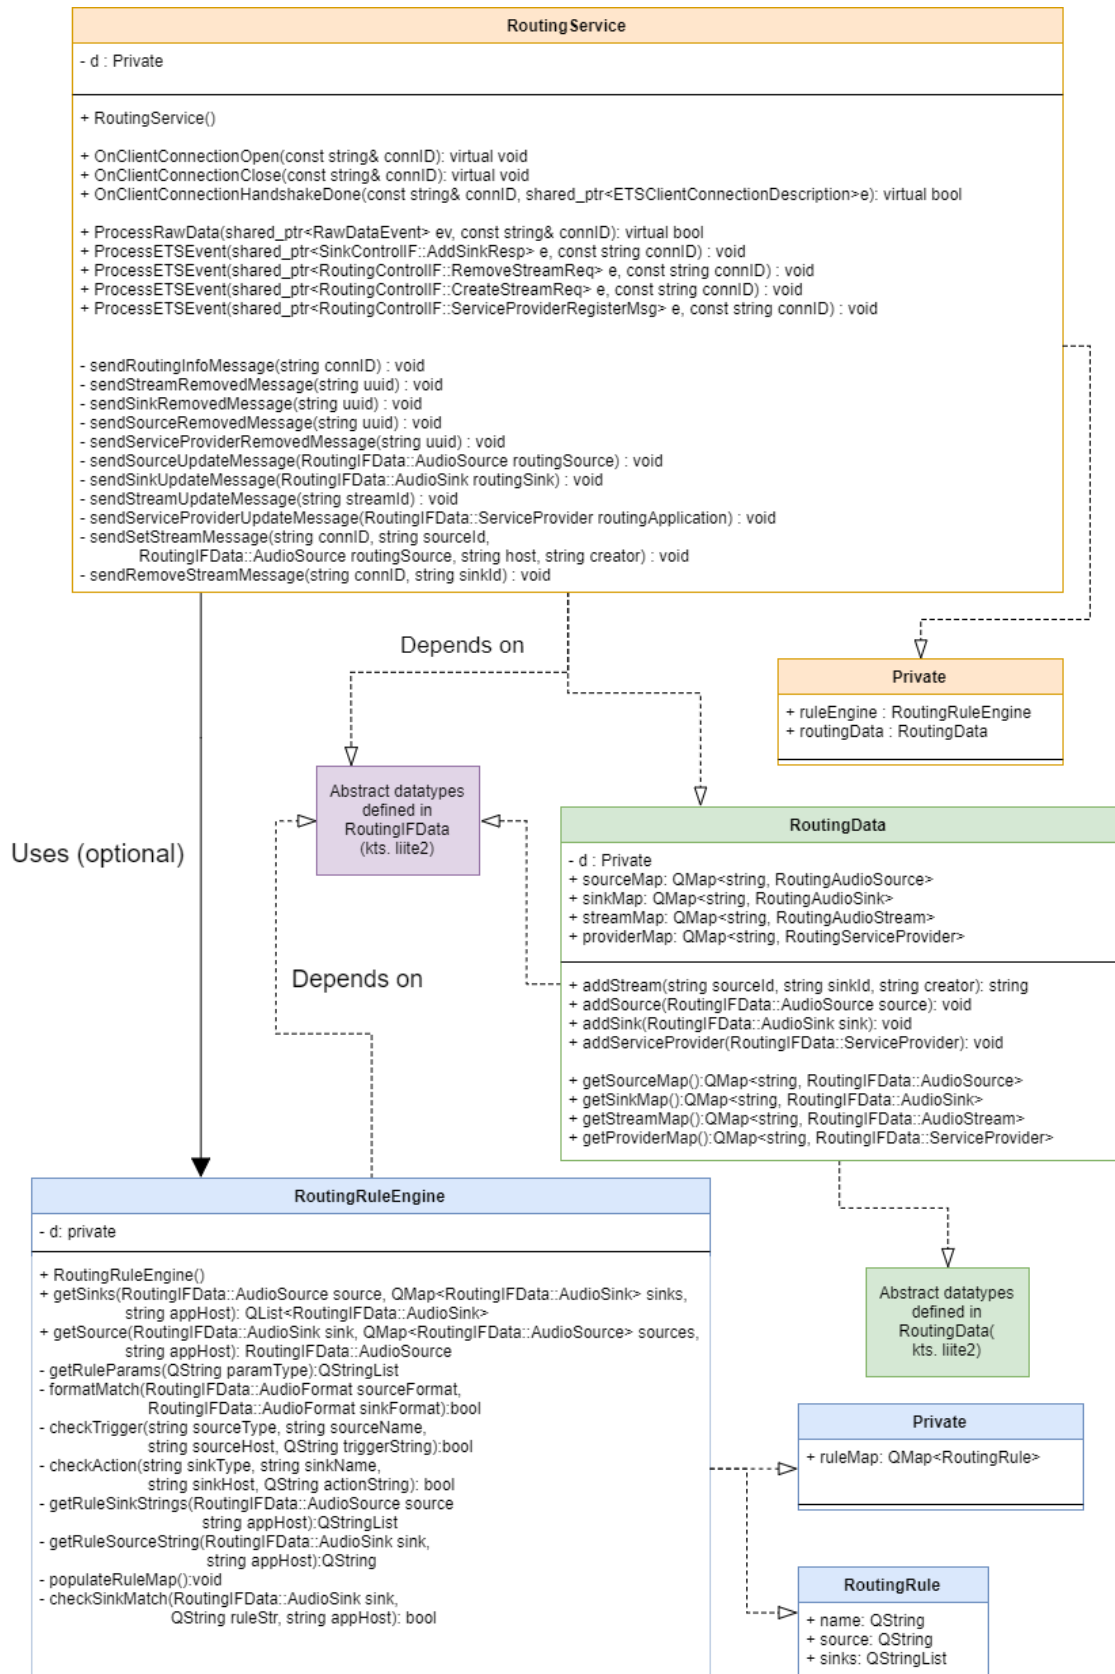 RoutingService
- d : Private
+ RoutingService()
+ OnClientConnectionOpen(const string& connID): virtual void
+ OnClientConnectionClose(const string& connID): virtual void
+ OnClientConnectionHandshakeDone(const string& connID, shared_ptr<ETSClientConnectionDescription>e): virtual bool
+ ProcessRawData(shared_ptr<RawDataEvent> ev, const string& connID): virtual bool
+ ProcessETSEvent(shared_ptr<SinkControlIF::AddSinkResp> e, const string connID) : void
+ ProcessETSEvent(shared_ptr<RoutingControlIF::RemoveStreamReq> e, const string connID) : void
+ ProcessETSEvent(shared_ptr<RoutingControlIF::CreateStreamReq> e, const string connID) : void
+ ProcessETSEvent(shared_ptr<RoutingControlIF::ServiceProviderRegisterMsg> e, const string connID) : void
- sendRoutingInfoMessage(string connID) : void
- sendStreamRemovedMessage(string uuid) : void
- sendSinkRemovedMessage(string uuid) : void
- sendSourceRemovedMessage(string uuid) : void
- sendServiceProviderRemovedMessage(string uuid) : void
- sendSourceUpdateMessage(RoutingIFData::AudioSource routingSource) : void
- sendSinkUpdateMessage(RoutingIFData::AudioSink routingSink) : void
- sendStreamUpdateMessage(string streamId) : void
- sendServiceProviderUpdateMessage(RoutingIFData::ServiceProvider routingApplication) : void
- sendSetStreamMessage(string connID, string sourceId,
RoutingIFData::AudioSource routingSource, string host, string creator) : void
- sendRemoveStreamMessage(string connID, string sinkId) : void
Depends on
Private
+ ruleEngine : RoutingRuleEngine
+ routingData : RoutingData
Abstract datatypes
defined in
RoutingIFData
(kts. liite2)
Uses (optional)
RoutingData
- d : Private
+ sourceMap: QMap<string, RoutingAudioSource>
+ sinkMap: QMap<string, RoutingAudioSink>
+ streamMap: QMap<string, RoutingAudioStream>
+ providerMap: QMap<string, RoutingServiceProvider>
+ addStream(string sourceId, string sinkId, string creator): string
+ addSource(RoutingIFData::AudioSource source): void
+ addSink(RoutingIFData::AudioSink sink): void
+ addServiceProvider(RoutingIFData::ServiceProvider): void
+ getSourceMap():QMap<string, RoutingIFData::AudioSource>
+ getSinkMap():QMap<string, RoutingIFData::AudioSink>
+ getStreamMap():QMap<string, RoutingIFData::AudioStream>
+ getProviderMap():QMap<string, RoutingIFData::ServiceProvider>
Depends on
RoutingRuleEngine
- d: private
+ RoutingRuleEngine()
+ getSinks(RoutingIFData::AudioSource source, QMap<RoutingIFData::AudioSink> sinks,
string appHost): QList<RoutingIFData::AudioSink>
+ getSource(RoutingIFData::AudioSink sink, QMap<RoutingIFData::AudioSource> sources,
string appHost): RoutingIFData::AudioSource
- getRuleParams(QString paramType):QStringList
- formatMatch(RoutingIFData::AudioFormat sourceFormat,
RoutingIFData::AudioFormat sinkFormat):bool
- checkTrigger(string sourceType, string sourceName,
string sourceHost, QString triggerString):bool
- checkAction(string sinkType, string sinkName,
string sinkHost, QString actionString): bool
- getRuleSinkStrings(RoutingIFData::AudioSource source
string appHost):QStringList
- getRuleSourceString(RoutingIFData::AudioSink sink,
string appHost):QString
- populateRuleMap():void
- checkSinkMatch(RoutingIFData::AudioSink sink,
QString ruleStr, string appHost): bool
Abstract datatypes
defined in
RoutingData(
kts. liite2)
Private
+ ruleMap: QMap<RoutingRule>
RoutingRule
+ name: QString
+ source: QString
+ sinks: QStringList